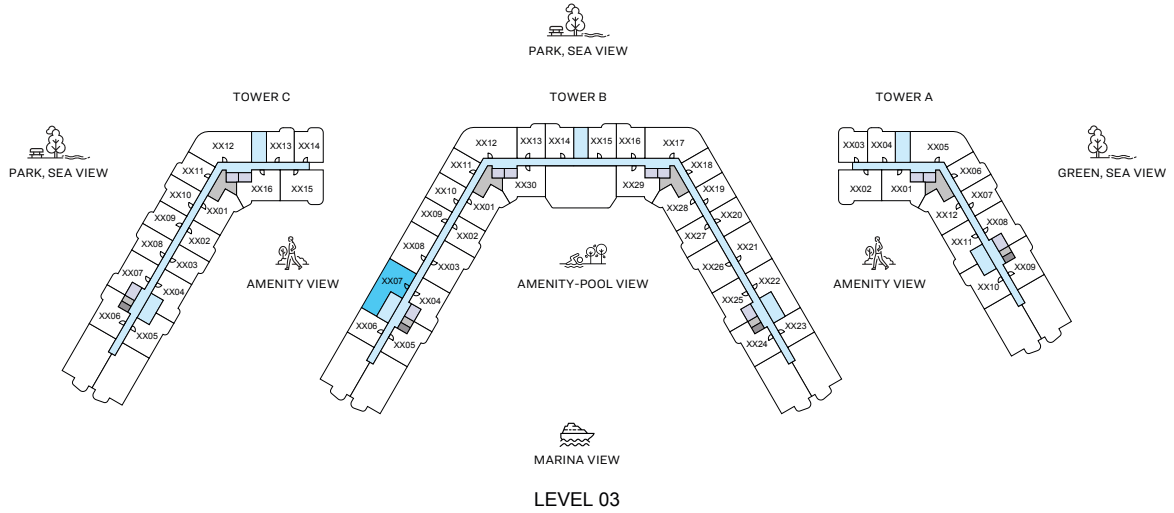 PARK, SEA VIEW
TOWER C
TOWER B
TOWER A
PARK, SEA VIEW
GREEN, SEA VIEW
XX12
XX13
XX14
XX11
XX16
XX15
XX10
XX01
XX09
XX02
XX08
XX03
XX07
XX04
XX06
XX05
AMENITY VIEW
XX12
XX13
XX14
XX15
XX16
XX17
XX11
XX30
XX29
XX18
XX10
XX01
XX28
XX19
XX09
XX02
XX27
XX20
XX08
XX03
XX26
XX21
XX07
XX04
XX25
XX22
XX06
XX05
XX24
XX23
AMENITY-POOL VIEW
XX03
XX04
XX05
XX02
XX01
XX06
XX12
XX07
XX11
XX08
XX10
XX09
AMENITY VIEW
MARINA VIEW
LEVEL 03